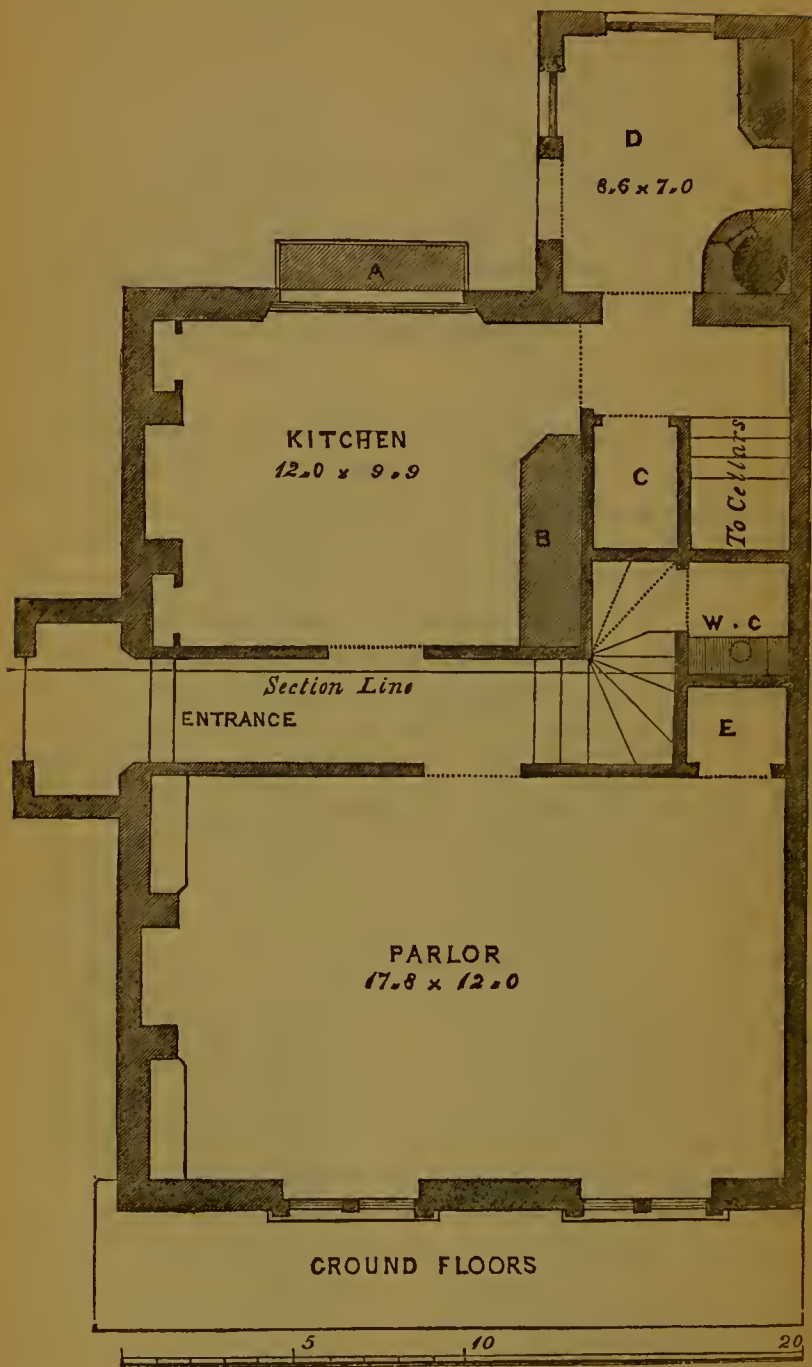 D
8.6 x 7.0
A
KITCHEN
12.0 x 9.9
B
C
To Cellars
W.C
Section Line
ENTRANCE
E
PARLOR
17.8 x 12.0
GROUND FLOORS
5 10 20